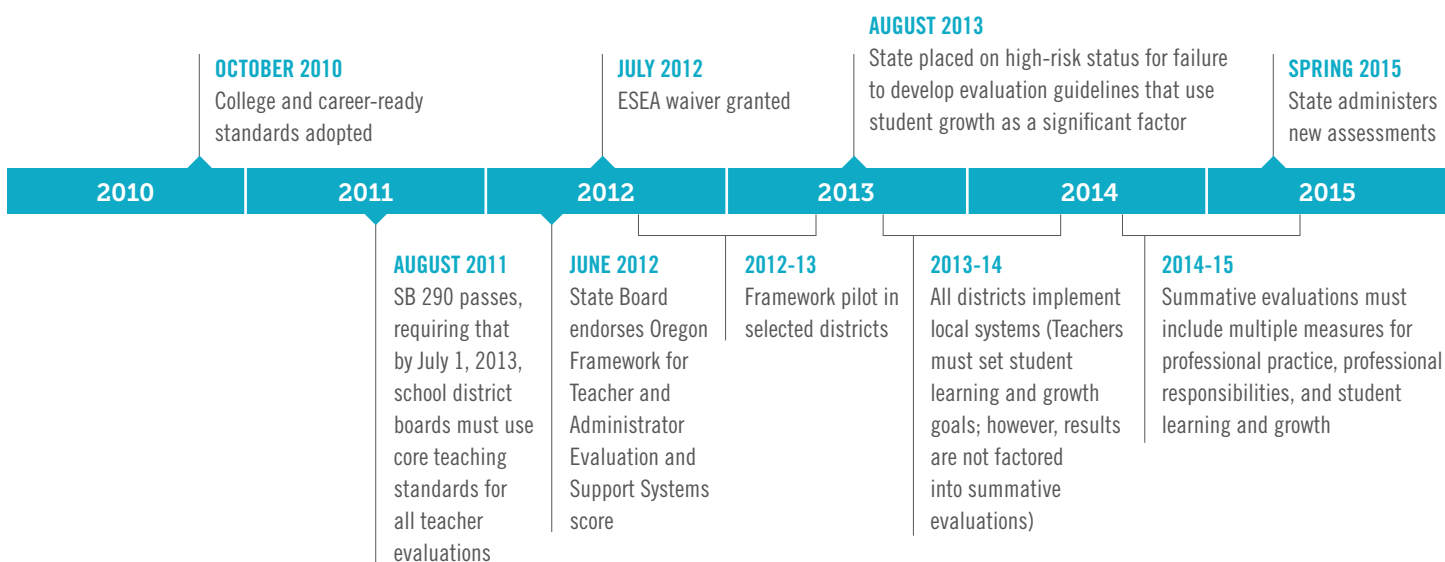 OCTOBER 2010
College and career-ready
standards adopted
JULY 2012
ESEA waiver granted
AUGUST 2013
State placed on high-risk status for failure
to develop evaluation guidelines that use
student growth as a significant factor
SPRING 2015
State administers
new assessments
2010
2011
2012
2013
2014
2015
AUGUST 2011
SB 290 passes,
requiring that
by July 1, 2013,
school district
boards must use
core teaching
standards for
all teacher
evaluations
JUNE 2012
State Board
endorses Oregon
Framework for
Teacher and
Administrator
Evaluation and
Support Systems
score
2012-13
Framework pilot in
selected districts
2013-14
All districts implement
local systems (Teachers
must set student
learning and growth
goals; however, results
are not factored
into summative
evaluations)
2014-15
Summative evaluations must
include multiple measures for
professional practice, professional
responsibilities, and student
learning and growth